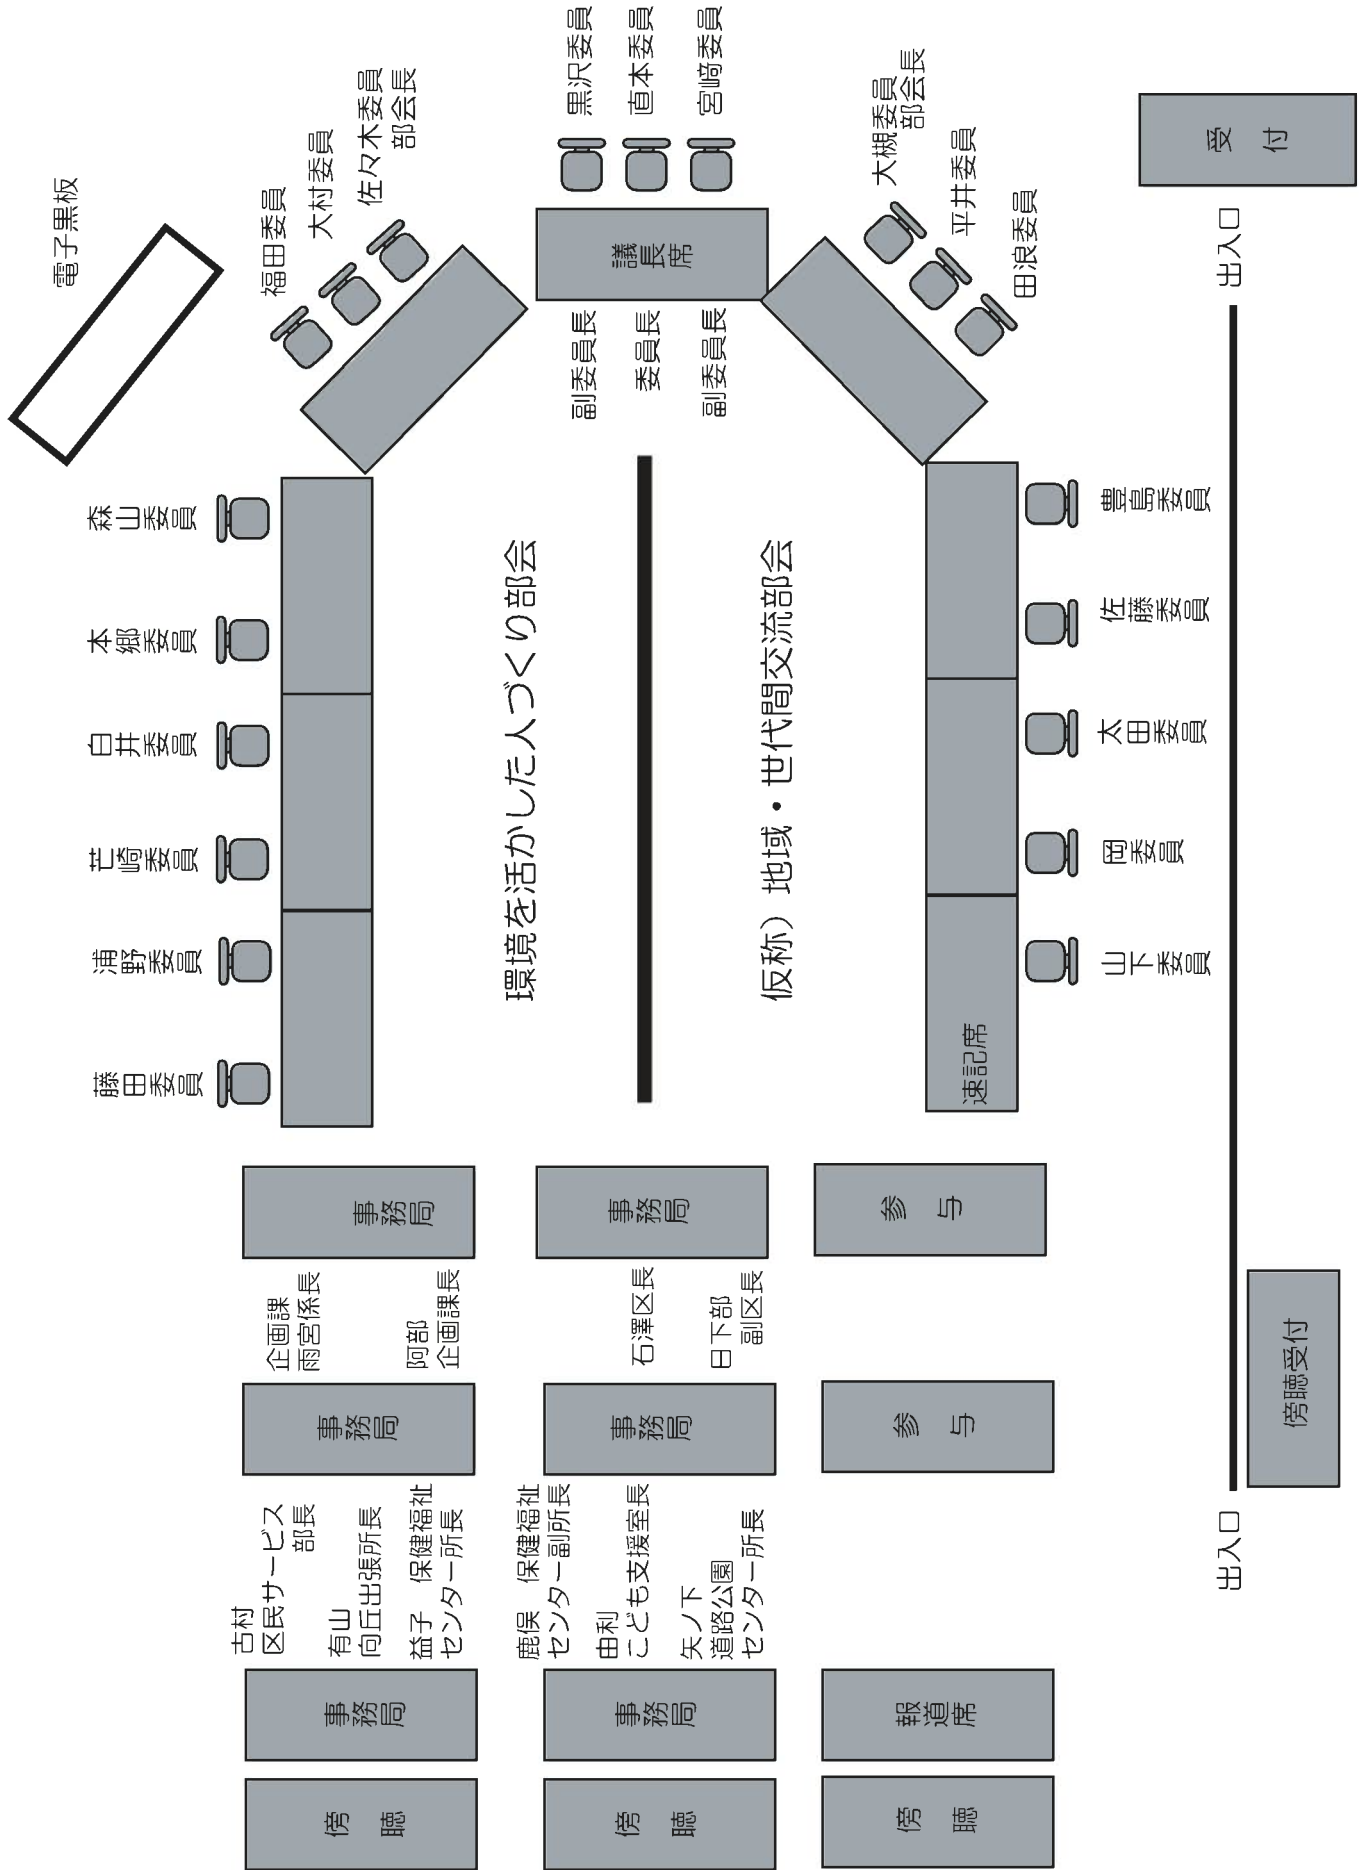 電子黒板
森山委員
本郷委員
白井委員
芒崎委員
浦野委員
藤田委員
福田委員
大村委員
佐々木委員
部会長
黒沢委員
直本委員
宮﨑委員
議長席
副委員長
委員長
副委員長
大槻委員
部会長
平井委員
田浪委員
環境を活かした人づくり部会
仮称）地域・世代間交流部会
豊島委員
佐藤委員
太田委員
岡委員
山下委員
速記席
受付
出入口
出入口
傍聴受付
事務局
事務局
参与
企画課
雨宮係長
阿部
企画課長
石澤区長
日下部
副区長
事務局
事務局
参与
古村
区民サービス
部長
有山
向丘出張所長
益子　保健福祉
センター所長
鹿俣　保健福祉
センター副所長
由利
こども支援室長
矢ノ下
道路公園
センター所長
事務局
事務局
報道席
傍聴
傍聴
傍聴